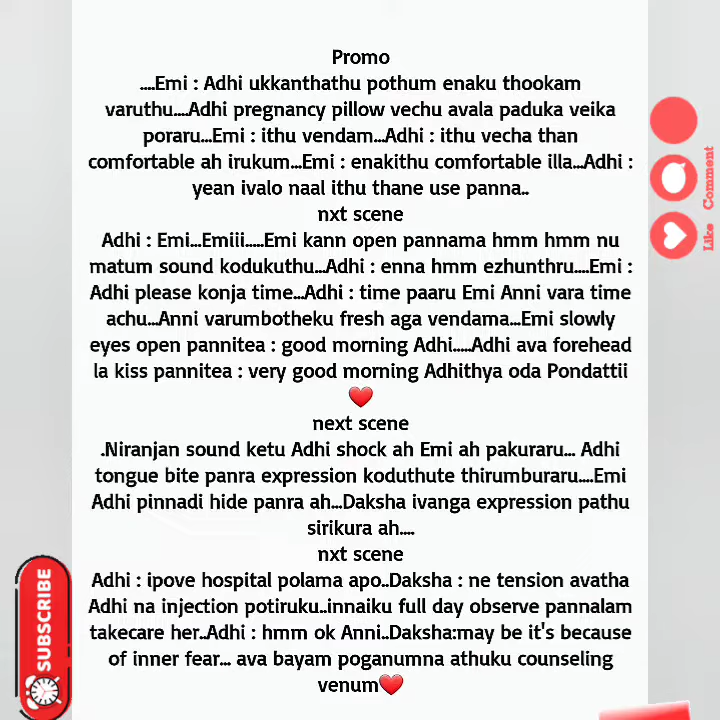 Promo
....Emi : Adhi ukkanthathu pothum enaku thookam
varuthu....Adhi pregnancy pillow vechu avala paduka veika
poraru...Emi : ithu vendam...Adhi : ithu vecha than
comfortable ah irukum...Emi : enakithu comfortable illa...Adhi :
yean ivalo naal ithu thane use panna..
nxt scene
Adhi : Emi...Emiii.....Emi kann open pannama hmm hmm nu
matum sound kodukuthu...Adhi : enna hmm ezhunthru....Emi :
Adhi please konja time...Adhi : time paaru Emi Anni vara time
achu...Anni varumbotheku fresh aga vendama...Emi slowly
eyes open pannitea : good morning Adhi.....Adhi ava forehead
la kiss pannitea : very good morning Adhithya oda Pondattii
❤️
next scene
.Niranjan sound ketu Adhi shock ah Emi ah pakuraru... Adhi
tongue bite panra expression koduthute thirumburaru....Emi
Adhi pinnadi hide panra ah...Daksha ivanga expression pathu
sirikura ah....
nxt scene
Adhi : ipove hospital polama apo..Daksha : ne tension avatha
Adhi na injection potiruku..innaiku full day observe pannalam
takecare her..Adhi : hmm ok Anni..Daksha:may be it's because
of inner fear... ava bayam poganumna athuku counseling
venum❤️
Like Comment
SUBSCRIBE